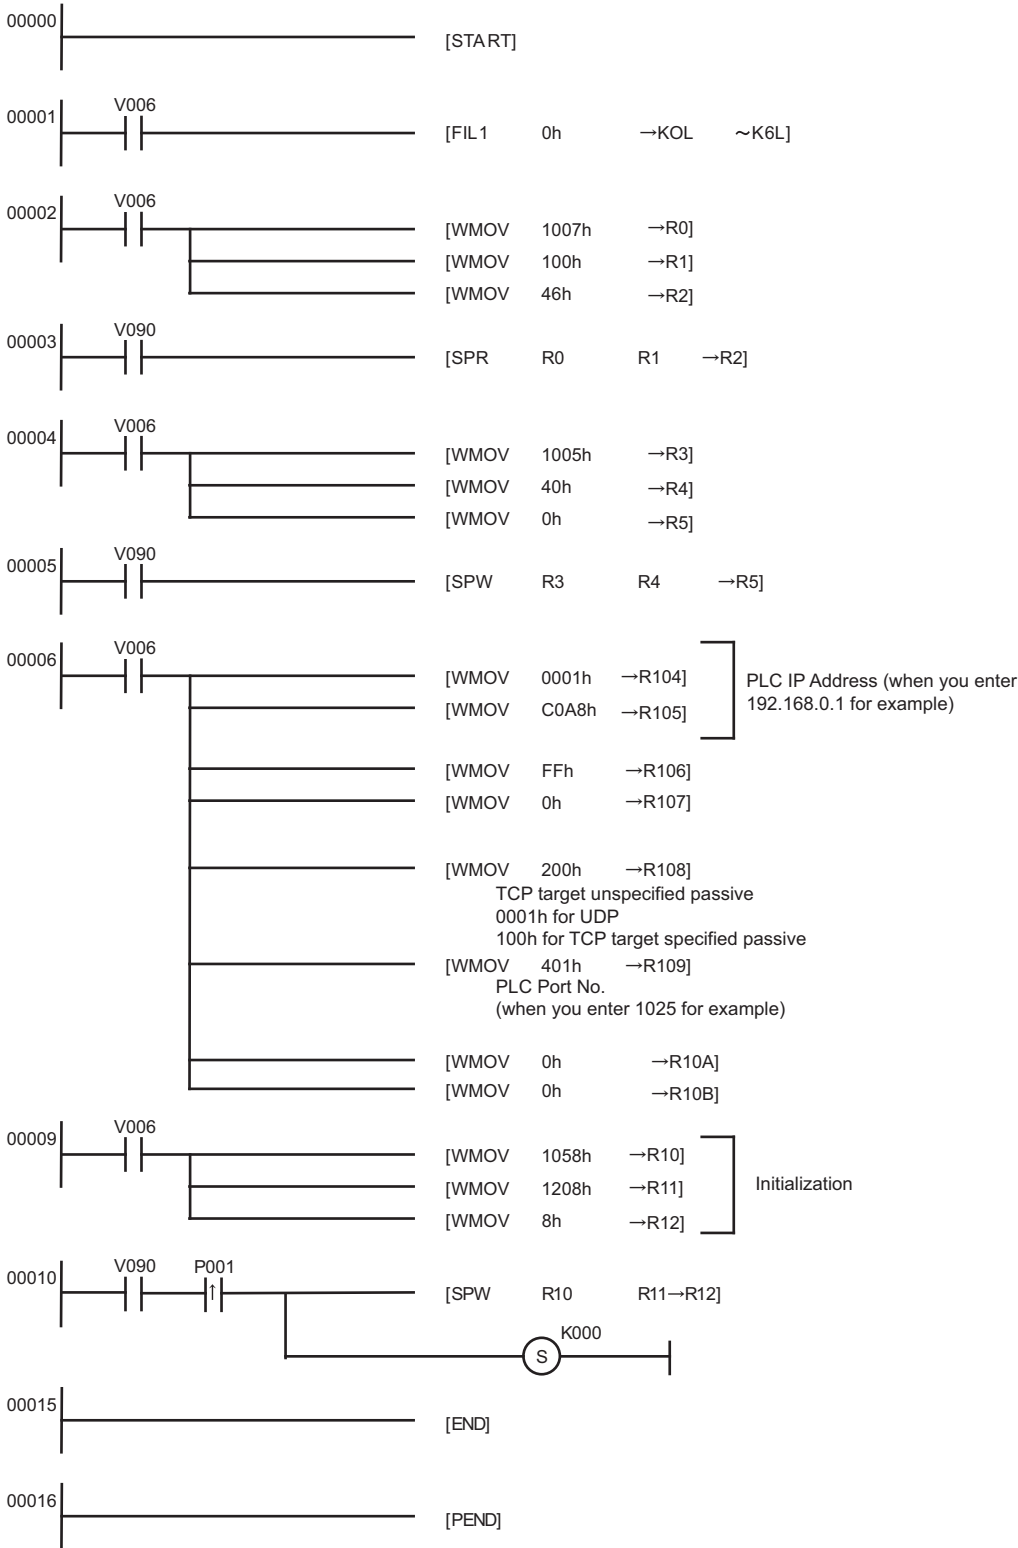 00000
[START]
V006
00001
[FIL1 0h →KOL ~K6L]
V006
00002
[WMOV 1007h →R0]
[WMOV 100h →R1]
[WMOV 46h →R2]
V090
00003
[SPR R0 R1 →R2]
V006
00004
[WMOV 1005h →R3]
[WMOV 40h →R4]
[WMOV 0h →R5]
V090
00005
[SPW R3 R4 →R5]
V006
00006
[WMOV 0001h →R104]
[WMOV C0A8h →R105]
PLC IP Address (when you enter
192.168.0.1 for example)
[WMOV FFh →R106]
[WMOV 0h →R107]
[WMOV 200h →R108]
TCP target unspecified passive
0001h for UDP
100h for TCP target specified passive
[WMOV 401h →R109]
PLC Port No.
(when you enter 1025 for example)
[WMOV 0h →R10A]
[WMOV 0h →R10B]
V006
00009
[WMOV 1058h →R10]
[WMOV 1208h →R11]
[WMOV 8h →R12]
Initialization
V090 P001
00010
↑
[SPW R10 R11→R12]
K000
S
00015
[END]
00016
[PEND]